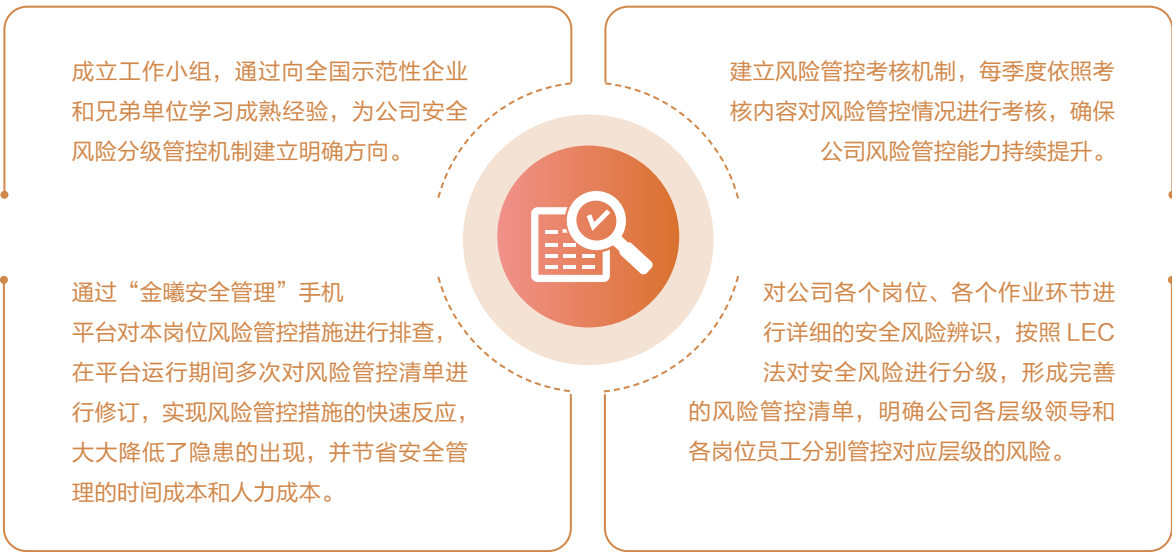 成立工作小组，通过向全国示范性企业
和兄弟单位学习成熟经验，为公司安全
风险分级管控机制建立明确方向。
建立风险管控考核机制，每季度依照考
核内容对风险管控情况进行考核，确保
公司风险管控能力持续提升。
通过“金曦安全管理”手机
平台对本岗位风险管控措施进行排查，
在平台运行期间多次对风险管控清单进
行修订，实现风险管控措施的快速反应，
大大降低了隐患的出现，并节省安全管
理的时间成本和人力成本。
对公司各个岗位、各个作业环节进
行详细的安全风险辨识，按照 LEC
法对安全风险进行分级，形成完善
的风险管控清单，明确公司各层级领导和
各岗位员工分别管控对应层级的风险。